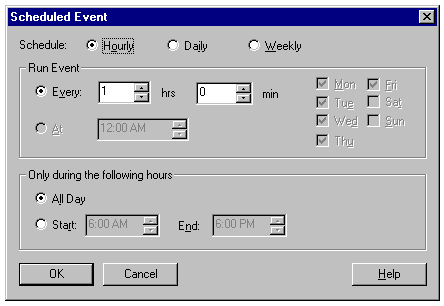 Scheduled Event
Schedule: Hourly Daily Weekly
Run Event
Every: 1 hrs 0 min
Mon Fri
Tue Sat
At 12:00 AM
Wed Sun
Thu
Only during the following hours
All Day
Start: 6:00 AM End: 6:00 PM
OK Cancel Help